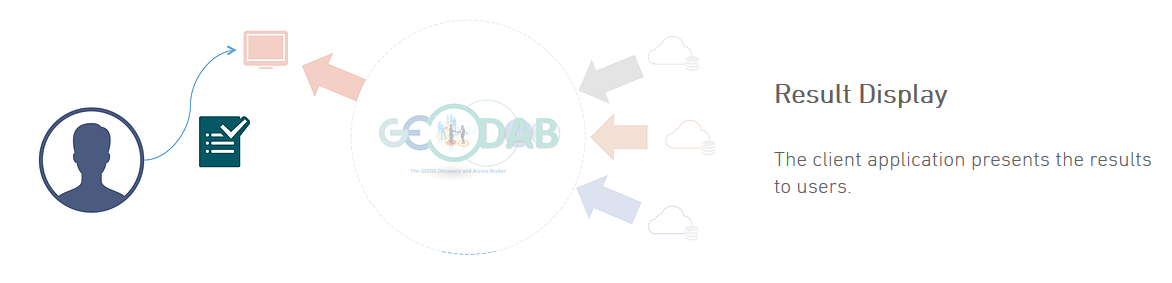 GEODAB
The GEOSS Discovery and Access Broker
Result Display
The client application presents the results
to users.